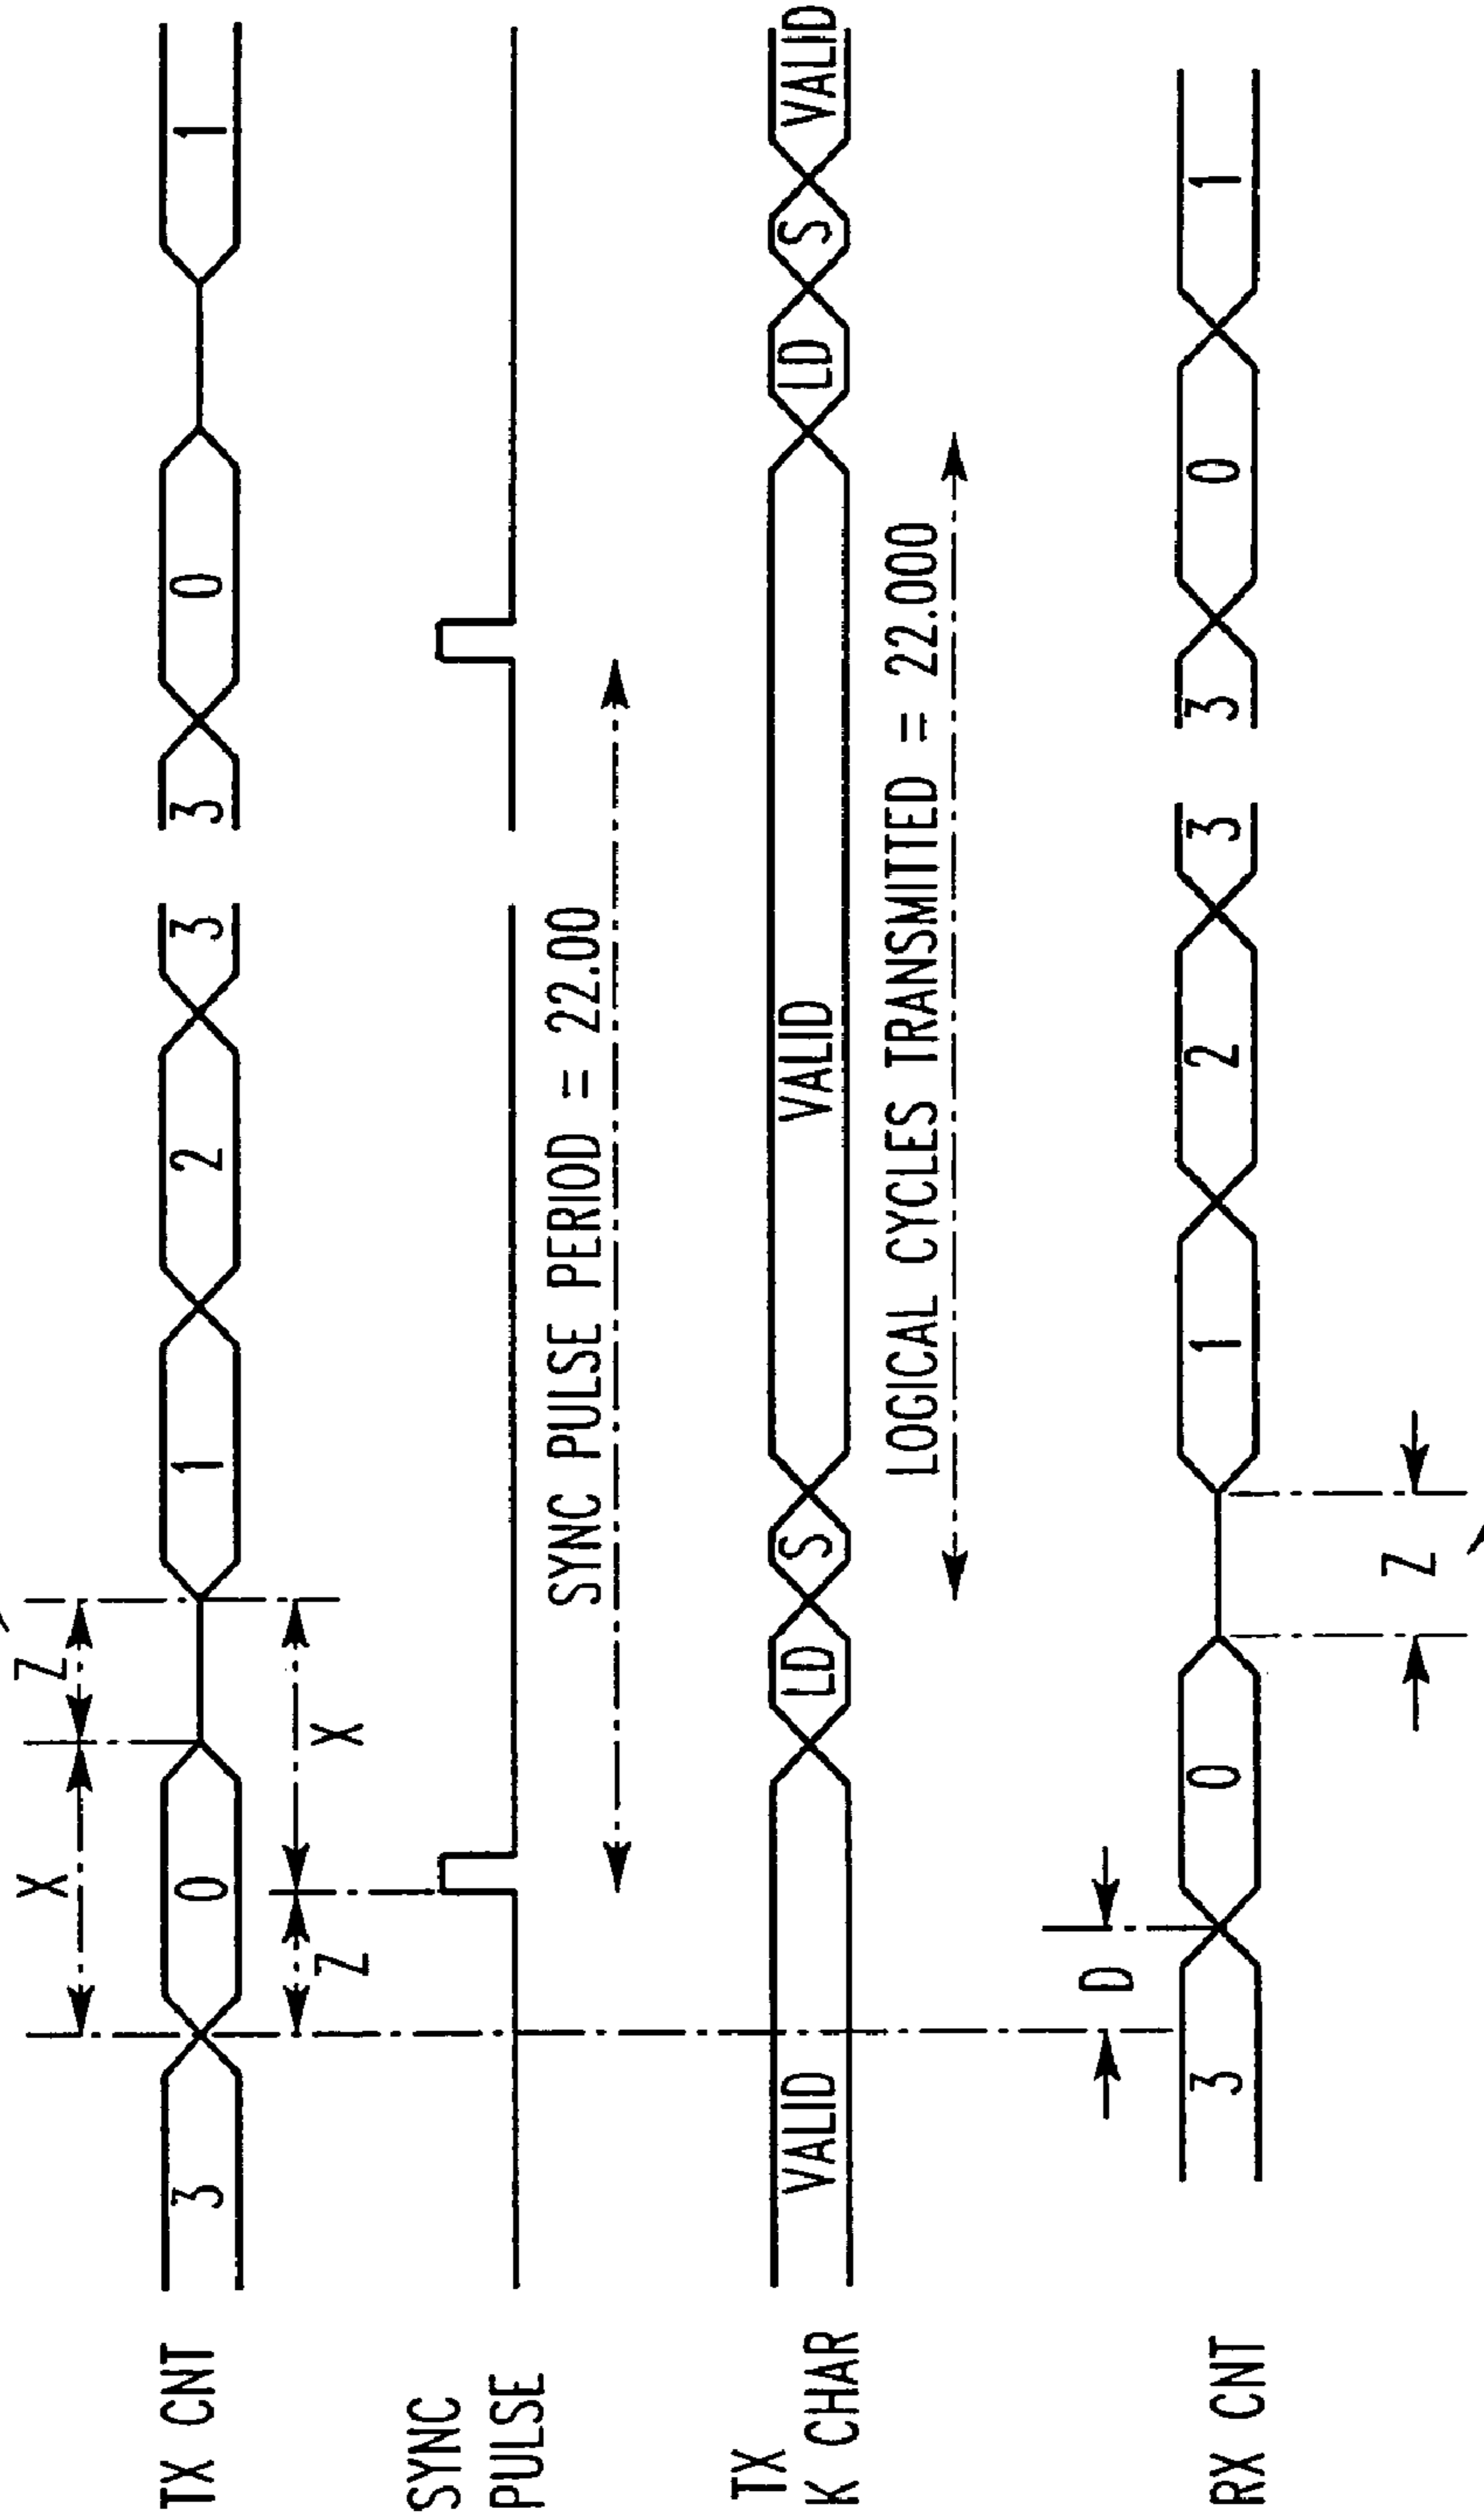 X Z
TX CNT 3 0 1 2 3 3 0 1
Z X
SYNC
PULSE
SYNC PULSE PERIOD = 22.00
TX
K CHAR
VALID LD S VALID LD S VALID
LOGICAL CYCLES TRANSMITTED = 22.000
D
RX CNT 3 0 1 2 3 3 0 1
Z